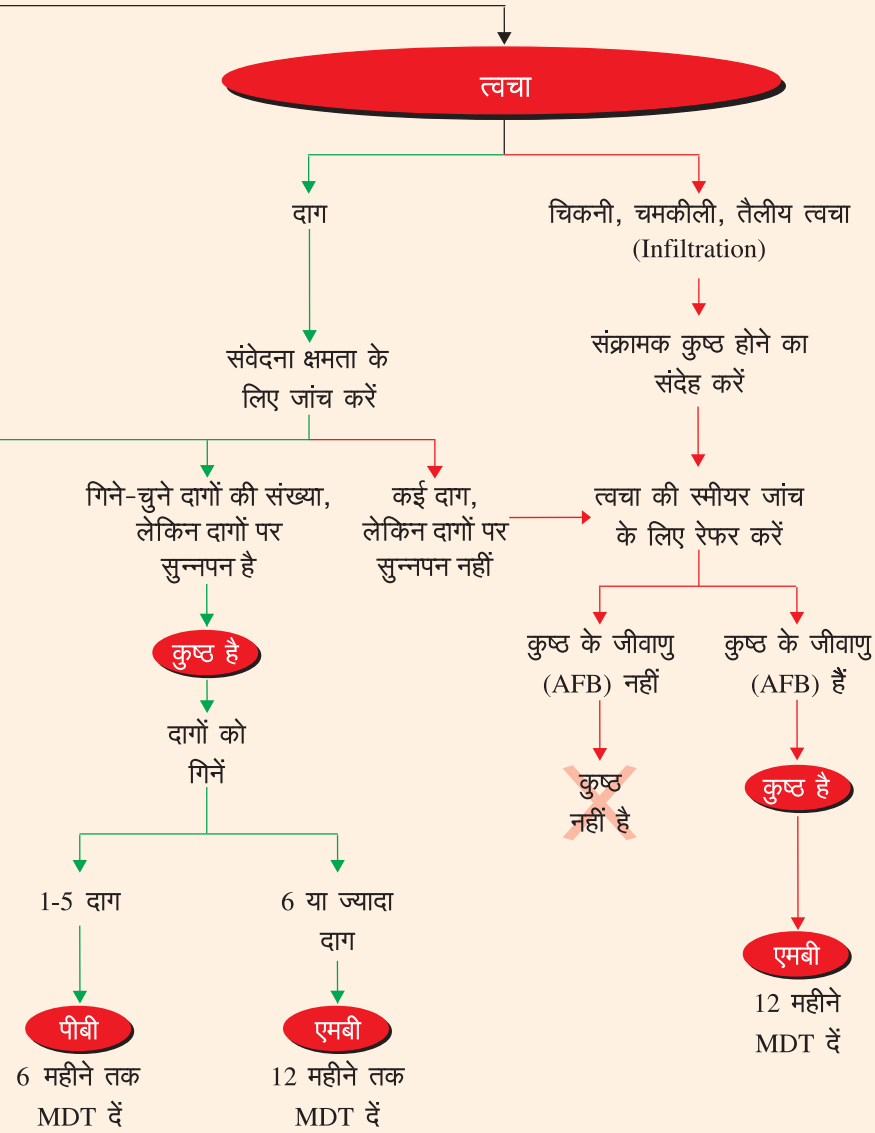 त्वचा
दाग
चिकनी, चमकीली, तैलीय त्वचा
(Infiltration)
संवेदना क्षमता के
लिए जांच करें
संक्रामक कुष्ठ होने का
संदेह करें
गिने-चुने दागों की संख्या,
लेकिन दागों पर
सुन्नपन है
कई दाग,
लेकिन दागों पर
सुन्नपन नहीं
त्वचा की स्मीयर जांच
के लिए रेफर करें
कुष्ठ है
दागों को
गिनें
कुष्ठ के जीवाणु
(AFB) नहीं
कुष्ठ के जीवाणु
(AFB) हैं
कुष्ठ
नहीं है
कुष्ठ है
1-5 दाग
6 या ज्यादा
दाग
एमबी
12 महीने
MDT दें
पीबी
6 महीने तक
MDT दें
एमबी
12 महीने तक
MDT दें